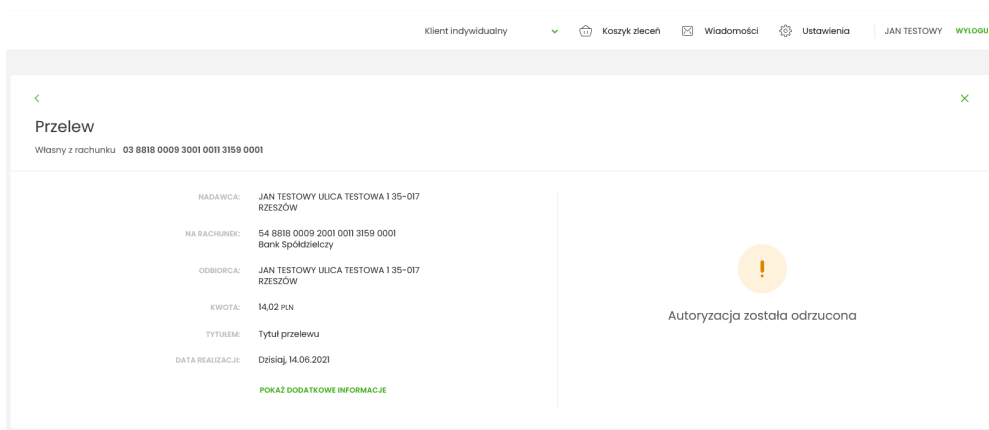 Klient indywidualny Koszyk zleceń Wiadomości Ustawienia JAN TESTOWY WYLOGU
Przelew
Własny z rachunku 03 8818 0009 3001 0011 3159 0001
NADAWCA: JAN TESTOWY ULICA TESTOWA 1 35-017
RZESZÓW
NA RACHUNEK: 54 8818 0009 2001 0011 3159 0001
Bank Spółdzielczy
ODBIORCA: JAN TESTOWY ULICA TESTOWA 1 35-017
RZESZÓW
KWOTA: 14,02 PLN
TYTUŁEM: Tytuł przelewu
DATA REALIZACJI: Dzisiaj, 14.06.2021
POKAŻ DODATKOWE INFORMACJE
!
Autoryzacja została odrzucona